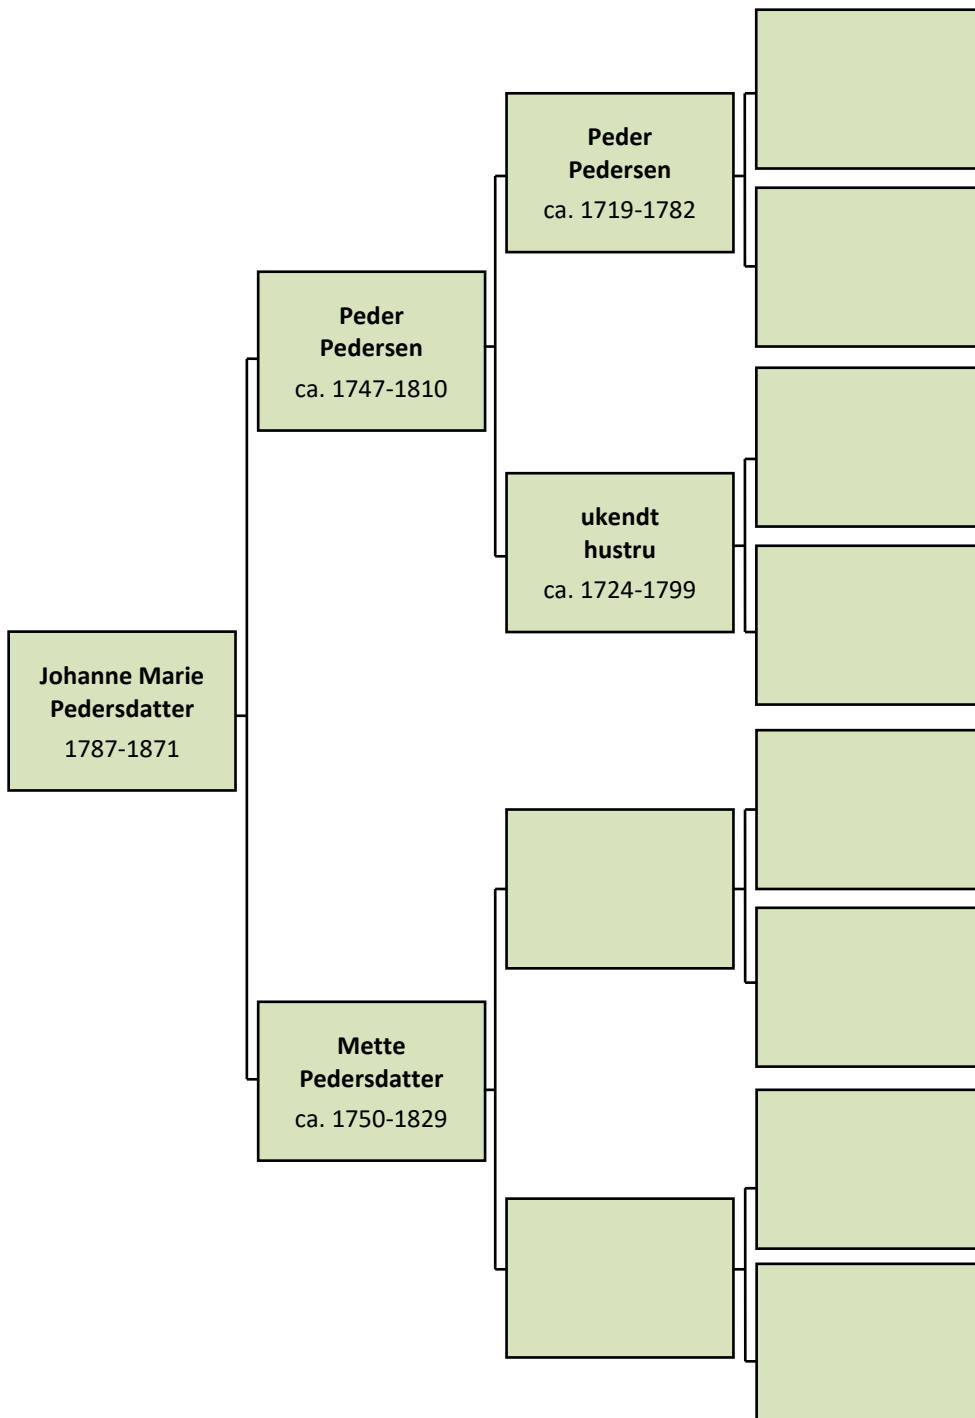 Peder
Pedersen
ca. 1719-1782
Peder
Pedersen
ca. 1747-1810
ukendt
hustru
ca. 1724-1799
Johanne Marie
Pedersdatter
1787-1871
Mette
Pedersdatter
ca. 1750-1829